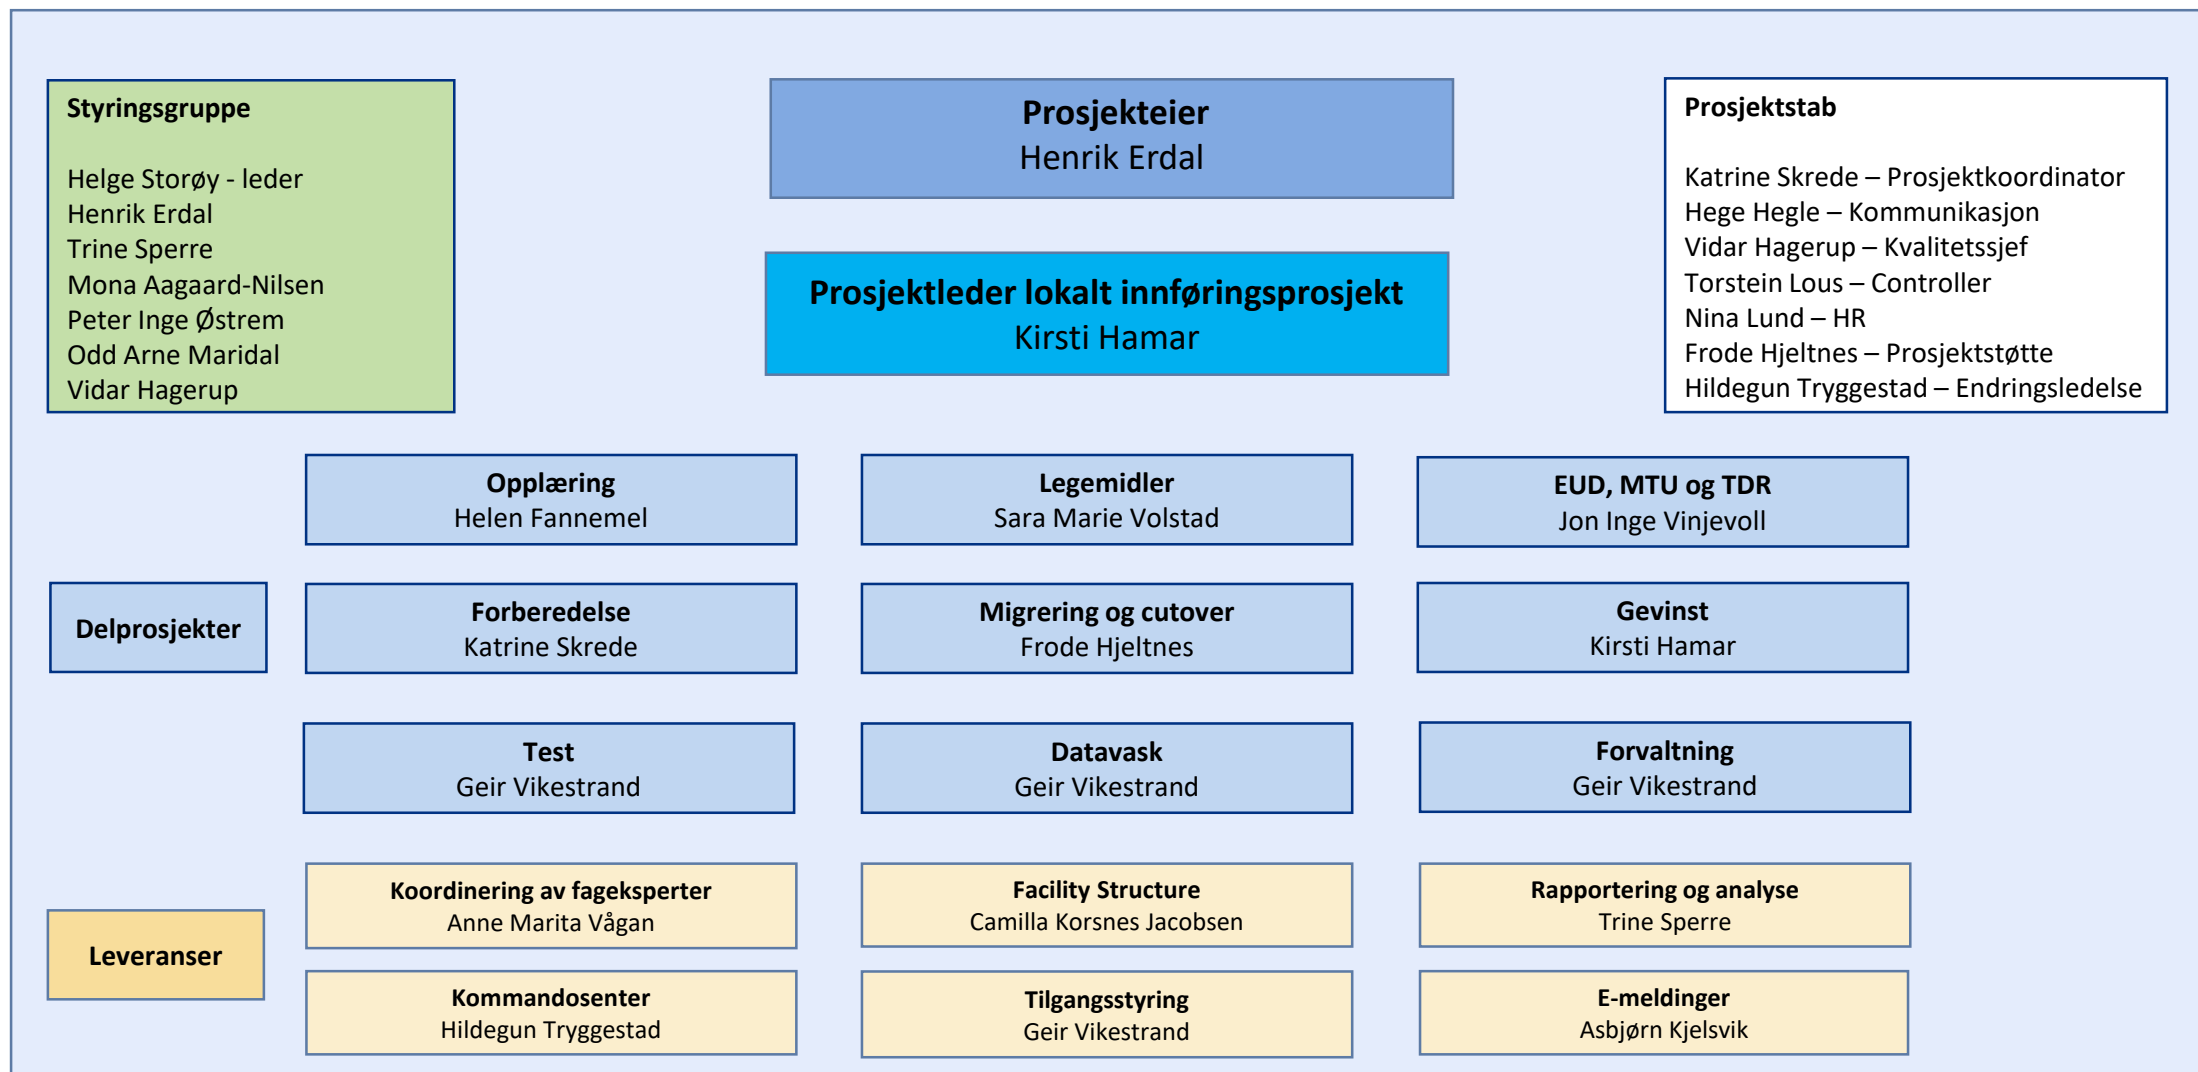 Styringsgruppe
Helge Storøy - leder
Henrik Erdal
Trine Sperre
Mona Aagaard-Nilsen
Peter Inge Østrem
Odd Arne Maridal
Vidar Hagerup
Prosjekteier
Henrik Erdal
Prosjektleder lokalt innføringsprosjekt
Kirsti Hamar
Prosjektstab
Katrine Skrede – Prosjektkoordinator
Hege Hegle – Kommunikasjon
Vidar Hagerup – Kvalitetssjef
Torstein Lous – Controller
Nina Lund – HR
Frode Hjeltnes – Prosjektstøtte
Hildegun Tryggestad – Endringsledelse
Delprosjekter
Opplæring
Helen Fannemel
Legemidler
Sara Marie Volstad
EUD, MTU og TDR
Jon Inge Vinjevoll
Forberedelse
Katrine Skrede
Migrering og cutover
Frode Hjeltnes
Gevinst
Kirsti Hamar
Test
Geir Vikestrand
Datavask
Geir Vikestrand
Forvaltning
Geir Vikestrand
Leveranser
Koordinering av fageksperter
Anne Marita Vågan
Facility Structure
Camilla Korsnes Jacobsen
Rapportering og analyse
Trine Sperre
Kommandosenter
Hildegun Tryggestad
Tilgangsstyring
Geir Vikestrand
E-meldinger
Asbjørn Kjelsvik